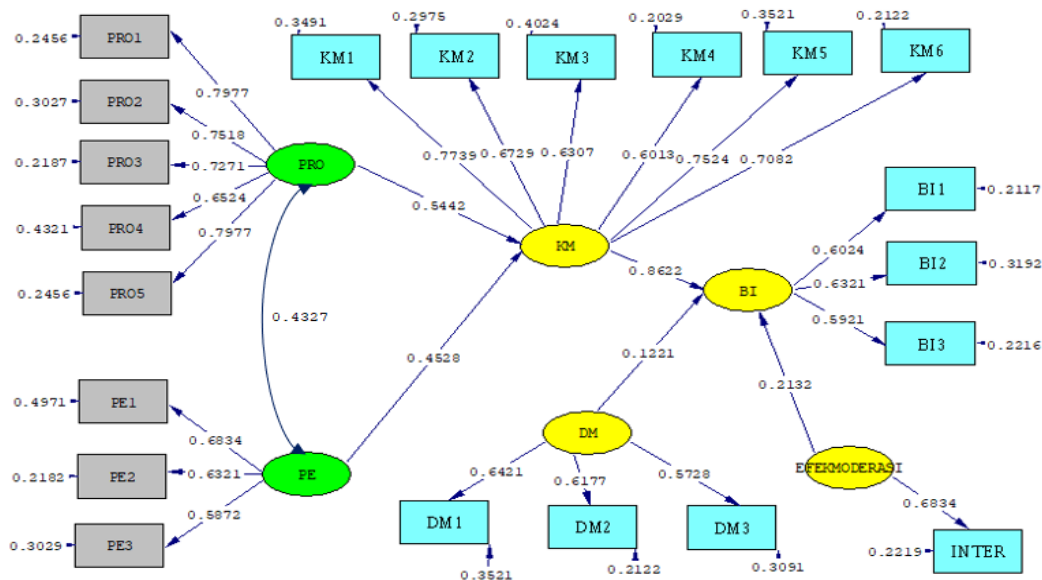 0.3491
0.2975
0.4024
0.2029
0.3521
0.2122
0.2456
PRO1
KM1
KM2
KM3
KM4
KM5
KM6
0.7977
0.3027
PRO2
0.7518
0.2187
PRO3
0.7271
PRO
0.7739
0.6729
0.6307
0.6013
0.7524
0.7082
0.6524
0.4321
PRO4
0.7977
0.5442
BI1
0.2117
0.2456
PRO5
KM
0.6024
0.8622
BI2
0.3192
0.6321
BI
0.5921
0.4327
BI3
0.2216
0.4528
0.1221
0.2132
0.4971
PE1
0.6834
DM
0.2182
PE2
0.6321
PE
0.6421
0.6177
0.5728
EFEKMODERASI
0.5872
0.6834
0.3029
PE3
DM1
DM2
DM3
0.2219
INTER
0.3521
0.2122
0.3091